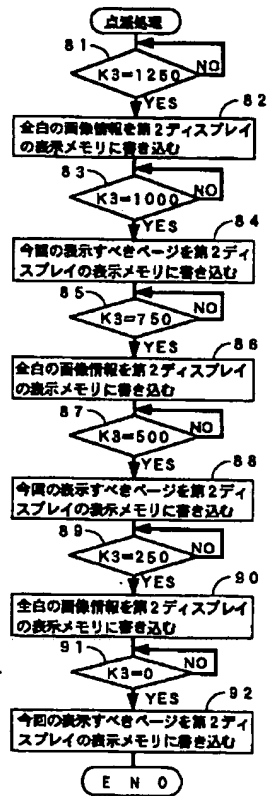 点滅処理
81
K3=1250
NO
YES
82
全白の画像情報を第2ディスプレイ
の表示メモリに書き込む
83
K3=1000
NO
YES
84
今回の表示すべきページを第2ディ
スプレイの表示メモリに書き込む
85
K3=750
NO
YES
86
全白の画像情報を第2ディスプレイ
の表示メモリに書き込む
87
K3=500
NO
YES
88
今回の表示すべきページを第2ディ
スプレイの表示メモリに書き込む
89
K3=250
NO
YES
90
全白の画像情報を第2ディスプレイ
の表示メモリに書き込む
91
K3=0
NO
YES
92
今回の表示すべきページを第2ディ
スプレイの表示メモリに書き込む
END